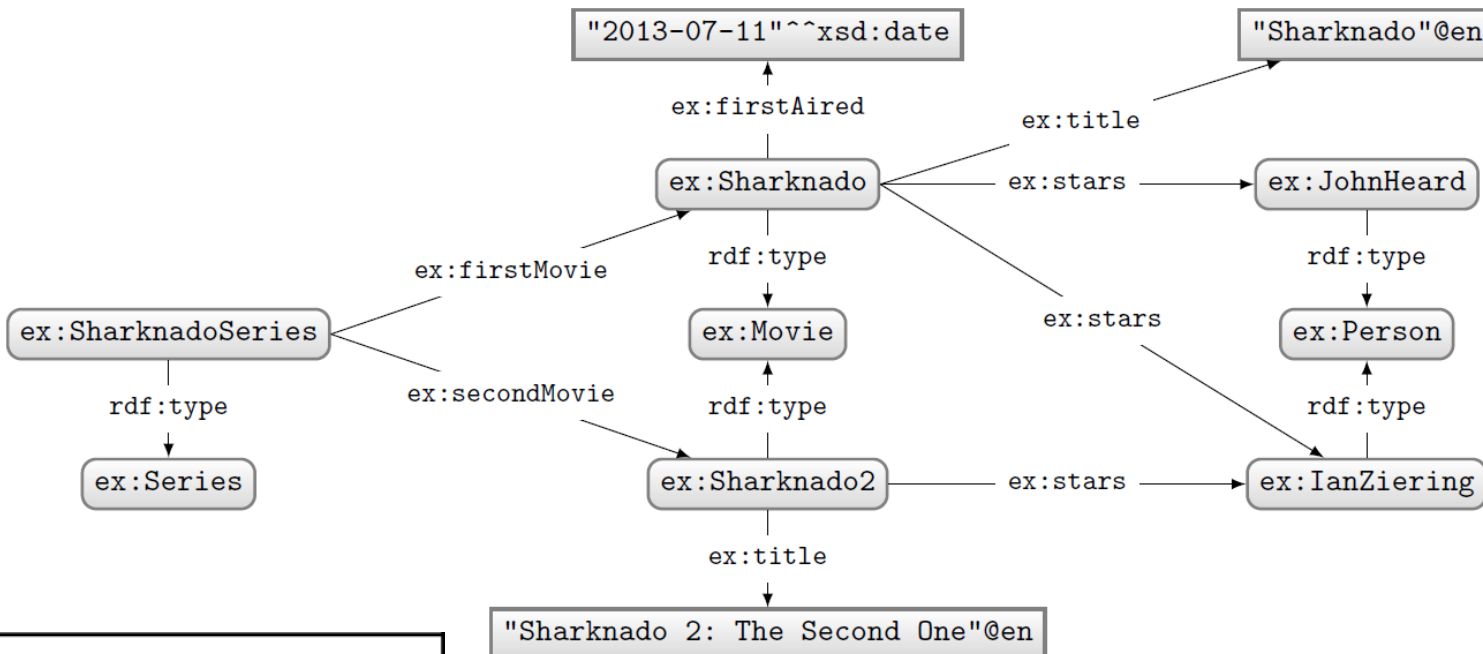 "2013-07-11"^^xsd:date
"Sharknado"@en
ex:firstAired
ex:title
ex:Sharknado
ex:stars
ex:JohnHeard
ex:firstMovie
rdf:type
rdf:type
ex:SharknadoSeries
ex:Movie
ex:stars
ex:Person
rdf:type
ex:secondMovie
rdf:type
rdf:type
ex:Series
ex:Sharknado2
ex:stars
ex:IanZiering
ex:title
"Sharknado 2: The Second One"@en